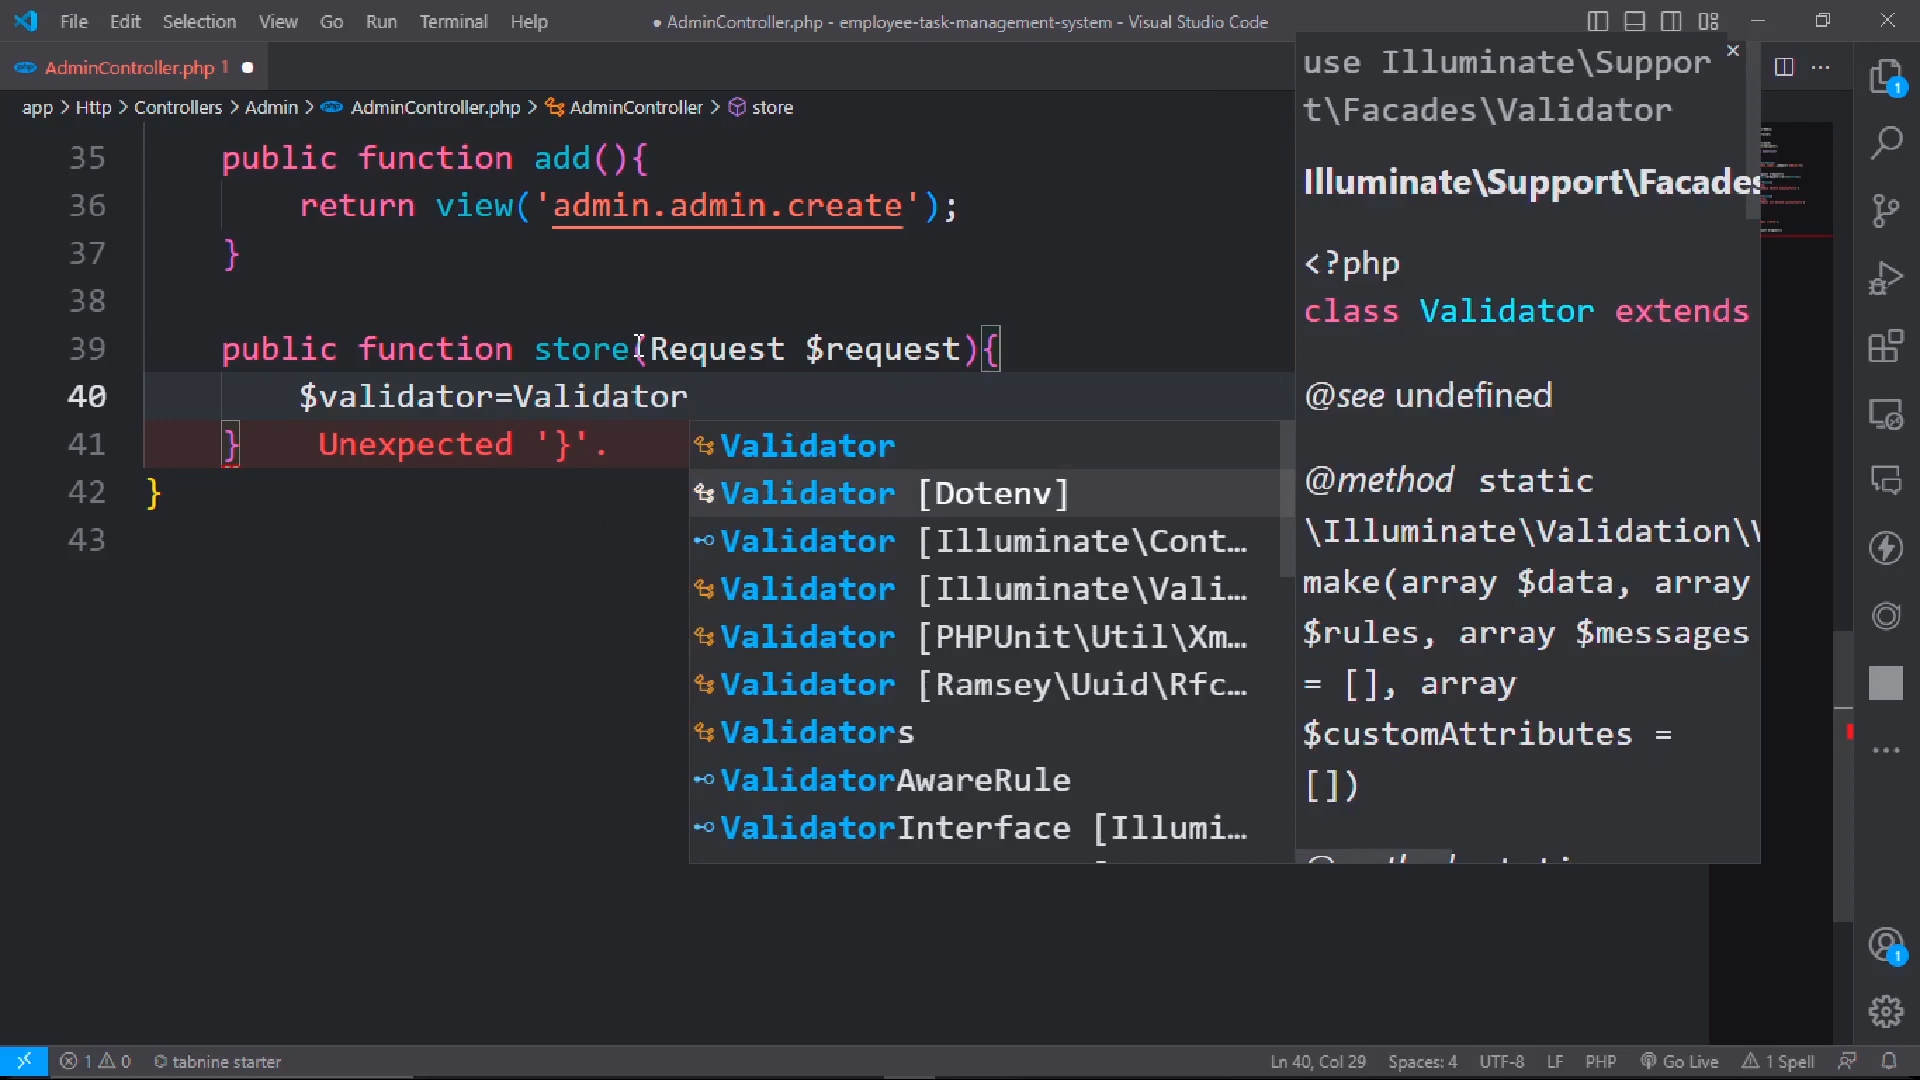 File Edit Selection View Go Run Terminal Help
● AdminController.php - employee-task-management-system - Visual Studio Code
AdminController.php 1
app > Http > Controllers > Admin > AdminController.php > AdminController > store
35 public function add(){
36 return view('admin.admin.create');
37 }
38
39 public function store(Request $request){
40 $validator=Validator
41 } Unexpected '}'.
42 }
43
Validator
Validator [Dotenv]
Validator [Illuminate\Cont…
Validator [Illuminate\Vali…
Validator [PHPUnit\Util\Xm…
Validator [Ramsey\Uuid\Rfc…
Validators
ValidatorAwareRule
ValidatorInterface [Illumi…
use Illuminate\Suppor
t\Facades\Validator
Illuminate\Support\Facades
<?php
class Validator extends
@see undefined
@method static
\Illuminate\Validation\
make(array $data, array
$rules, array $messages
= [], array
$customAttributes =
[])
1
1
1 0 tabnine starter
Ln 40, Col 29 Spaces: 4 UTF-8 LF PHP Go Live 1 Spell